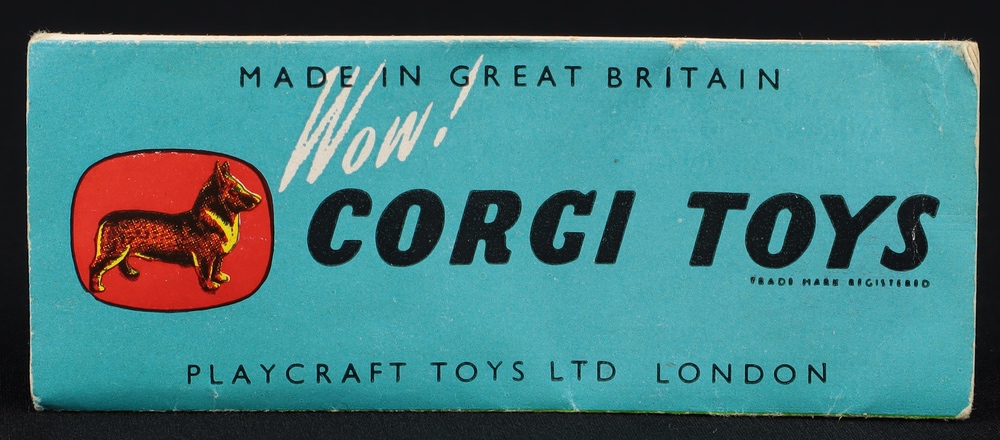 MADE IN GREAT BRITAIN
Wow!
CORGI TOYS
TRADE MARK REGISTERED
PLAYCRAFT TOYS LTD LONDON